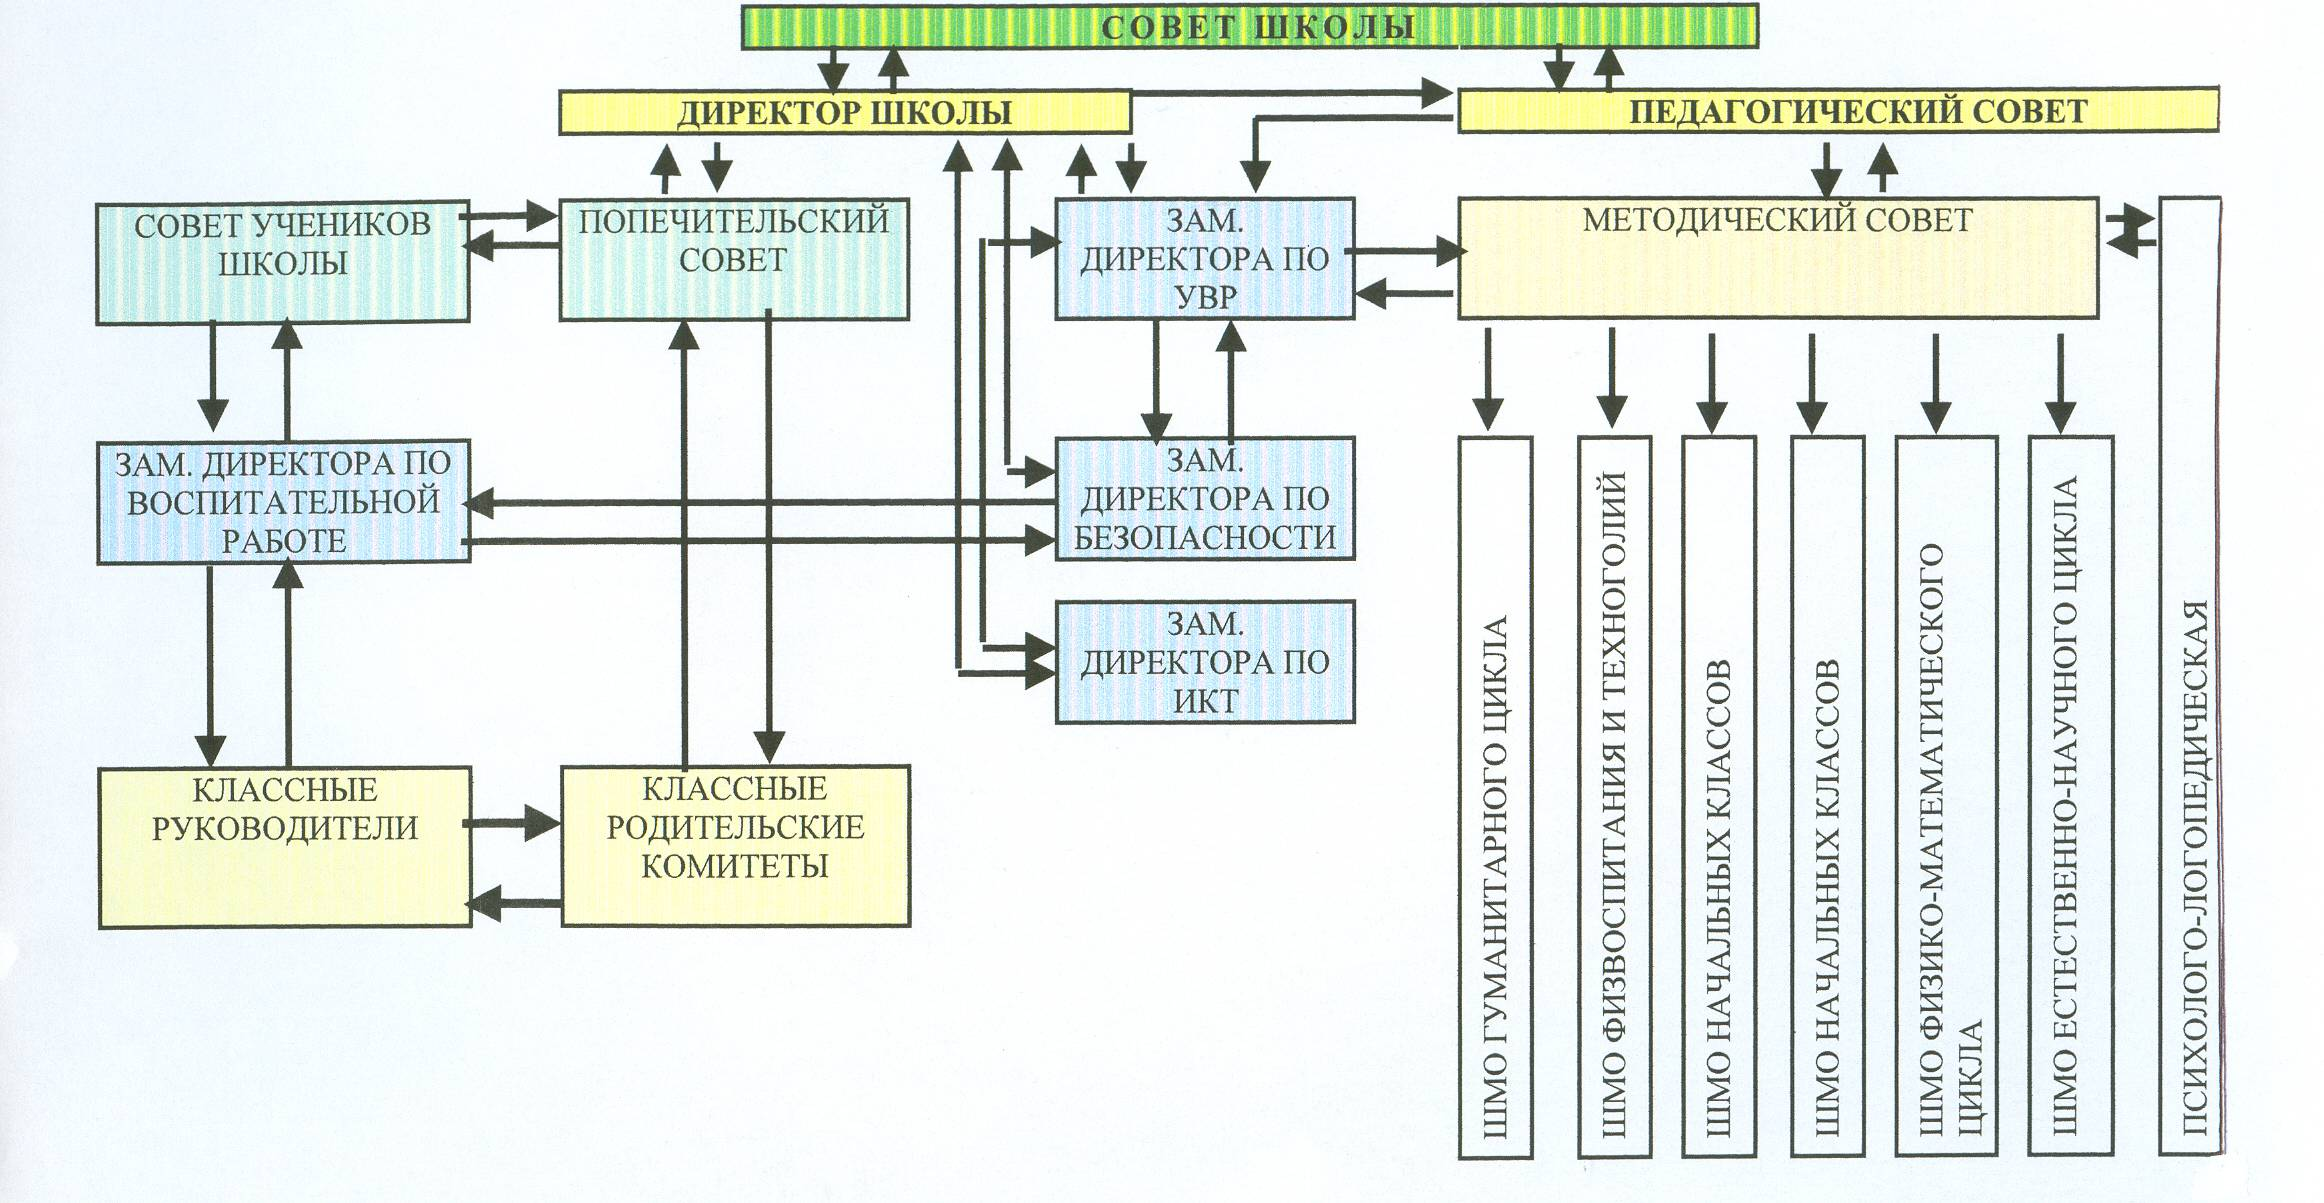 СОВЕТ ШКОЛЫ
ДИРЕКТОР ШКОЛЫ
ПЕДАГОГИЧЕСКИЙ СОВЕТ
СОВЕТ УЧЕНИКОВ
ШКОЛЫ
ПОПЕЧИТЕЛЬСКИЙ
СОВЕТ
ЗАМ.
ДИРЕКТОРА ПО
УВР
МЕТОДИЧЕСКИЙ СОВЕТ
ЗАМ. ДИРЕКТОРА ПО
ВОСПИТАТЕЛЬНОЙ
РАБОТЕ
ЗАМ.
ДИРЕКТОРА ПО
БЕЗОПАСНОСТИ
ЗАМ.
ДИРЕКТОРА ПО
ИКТ
КЛАССНЫЕ
РУКОВОДИТЕЛИ
КЛАССНЫЕ
РОДИТЕЛЬСКИЕ
КОМИТЕТЫ
ШМО ГУМАНИТАРНОГО ЦИКЛА
ШМО ФИЗВОСПИТАНИЯ И ТЕХНОГОЛИЙ
ШМО НАЧАЛЬНЫХ КЛАССОВ
ШМО НАЧАЛЬНЫХ КЛАССОВ
ШМО ФИЗИКО-МАТЕМАТИЧЕСКОГО
ЦИКЛА
ШМО ЕСТЕСТВЕННО-НАУЧНОГО ЦИКЛА
ПСИХОЛОГО-ЛОГОПЕДИЧЕСКАЯ